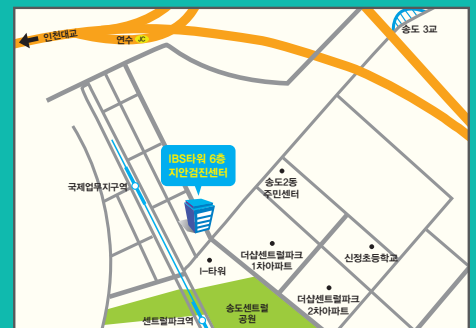 송도 3교
인천대교
연수 JC
IBS타워 6층
지안검진센터
국제업무지구역
송도2동
주민센터
I-타워
더샵센트럴파크
1차아파트
신정초등학교
더샵센트럴파크
2차아파트
송도센트럴
공원
센트럴파크역